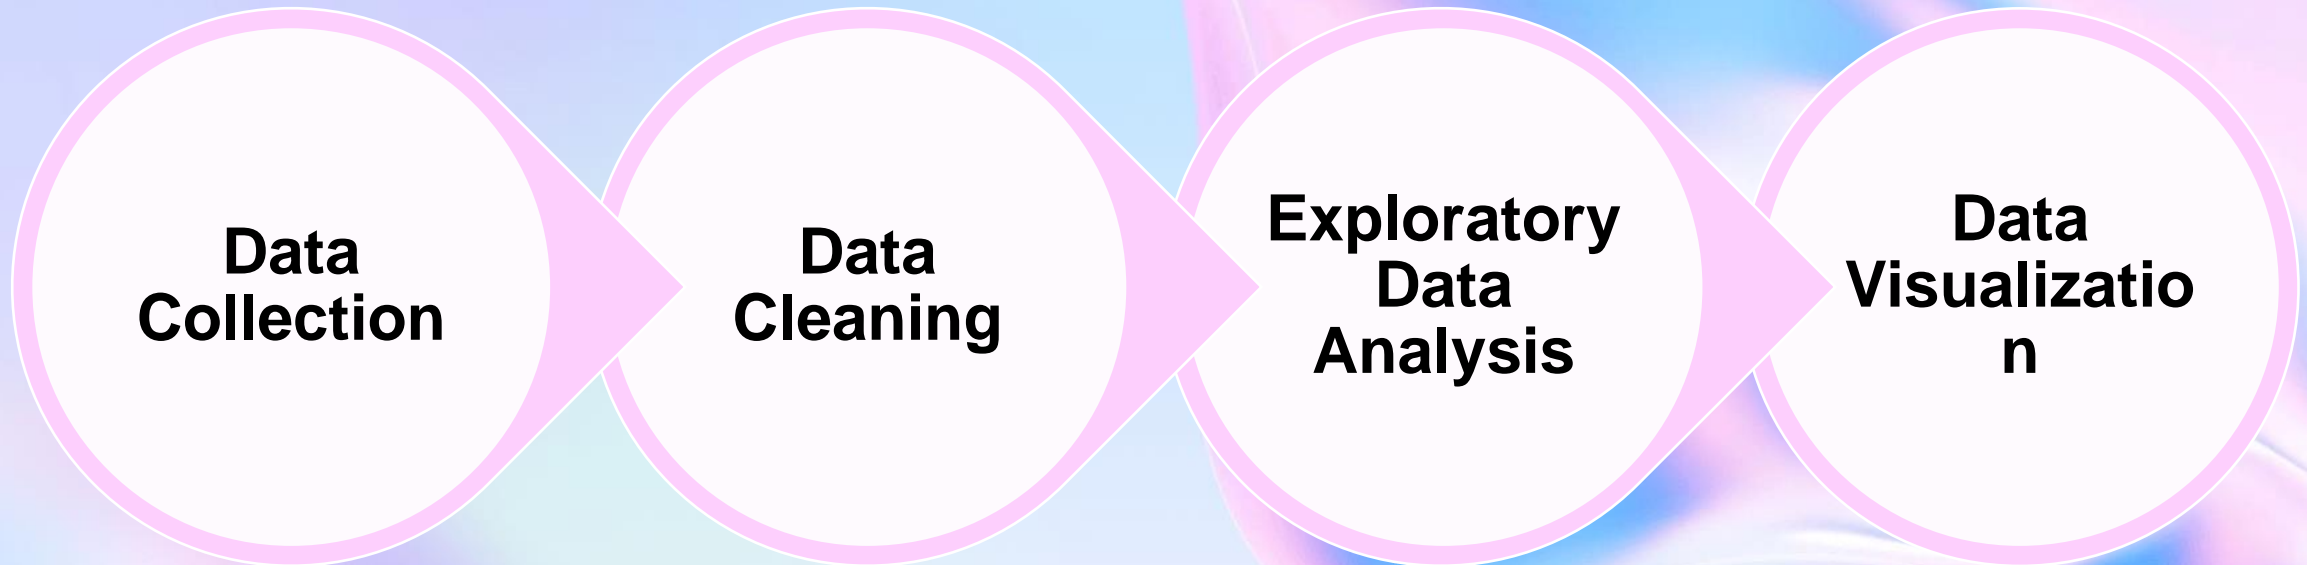 Data
Collection
Data
Cleaning
Exploratory
Data
Analysis
Data
Visualizatio
n